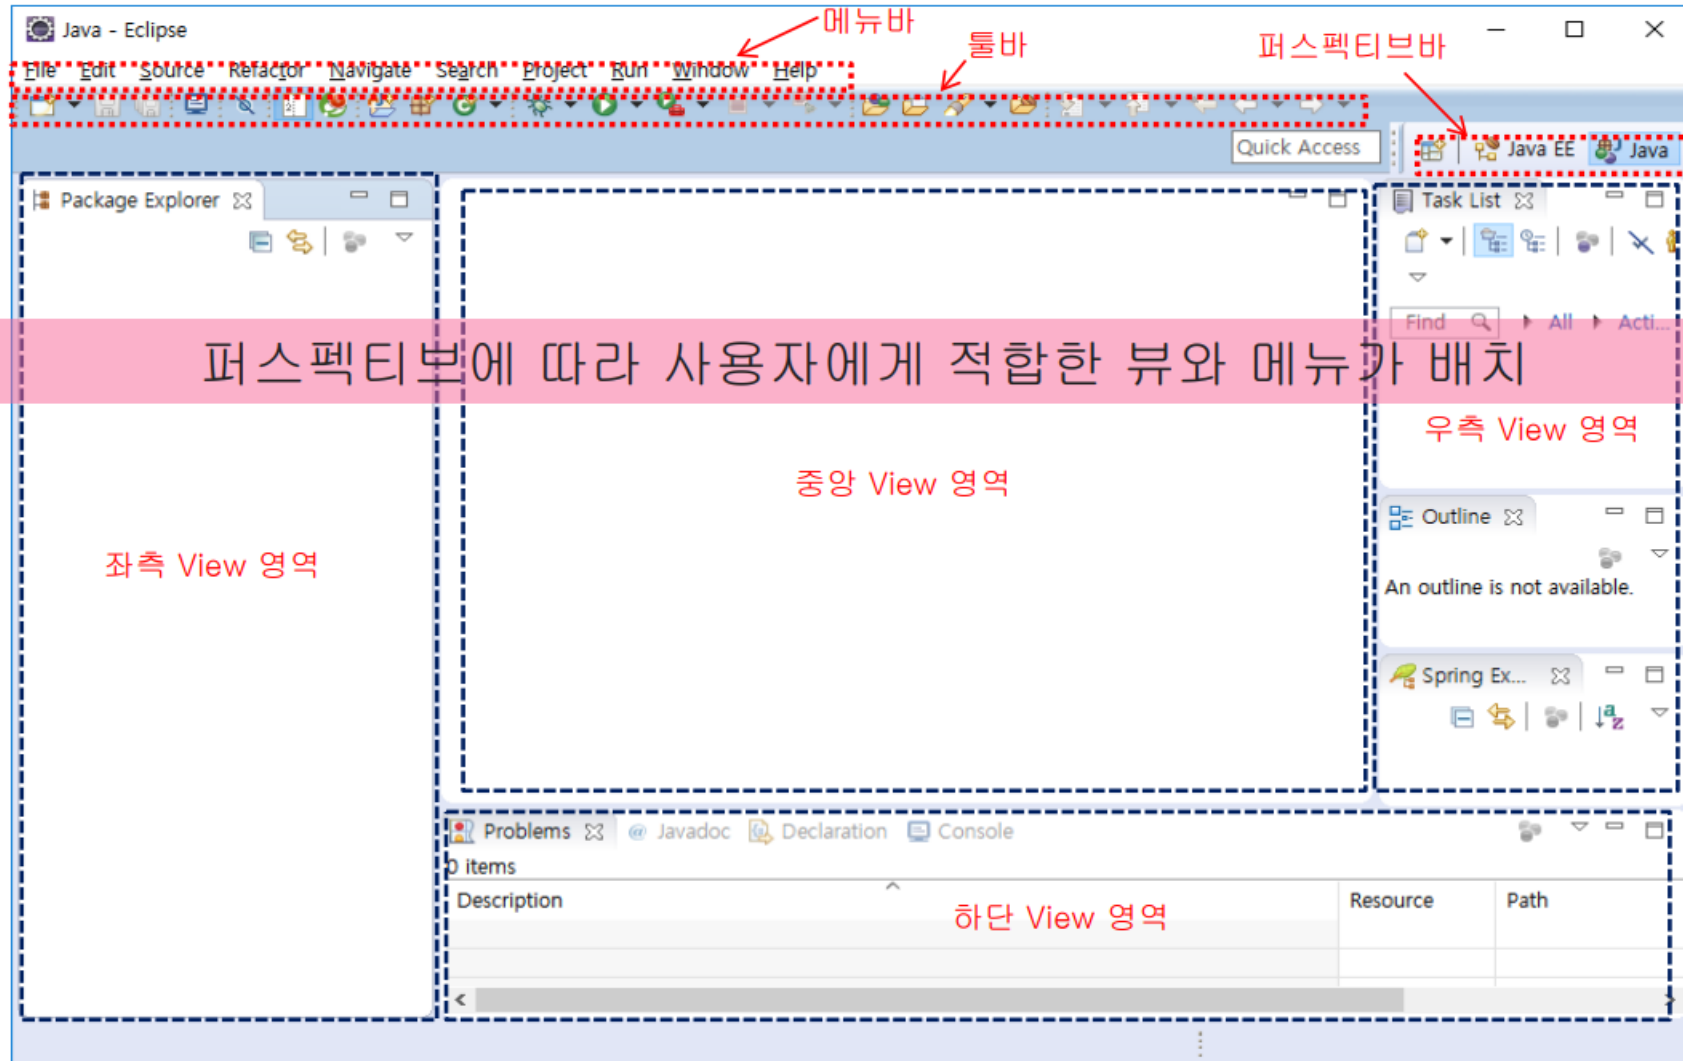 메뉴바
Java - Eclipse
툴바
퍼스펙티브바
File Edit Source Refactor Navigate Search Project Run Window Help
Quick Access
Java EE
Java
Package Explorer
Task List
Find
All
Acti...
퍼스펙티브에 따라 사용자에게 적합한 뷰와 메뉴가 배치
우측 View 영역
중앙 View 영역
Outline
좌측 View 영역
An outline is not available.
Spring Ex...
Problems @ Javadoc Declaration Console
0 items
Description Resource Path
하단 View 영역